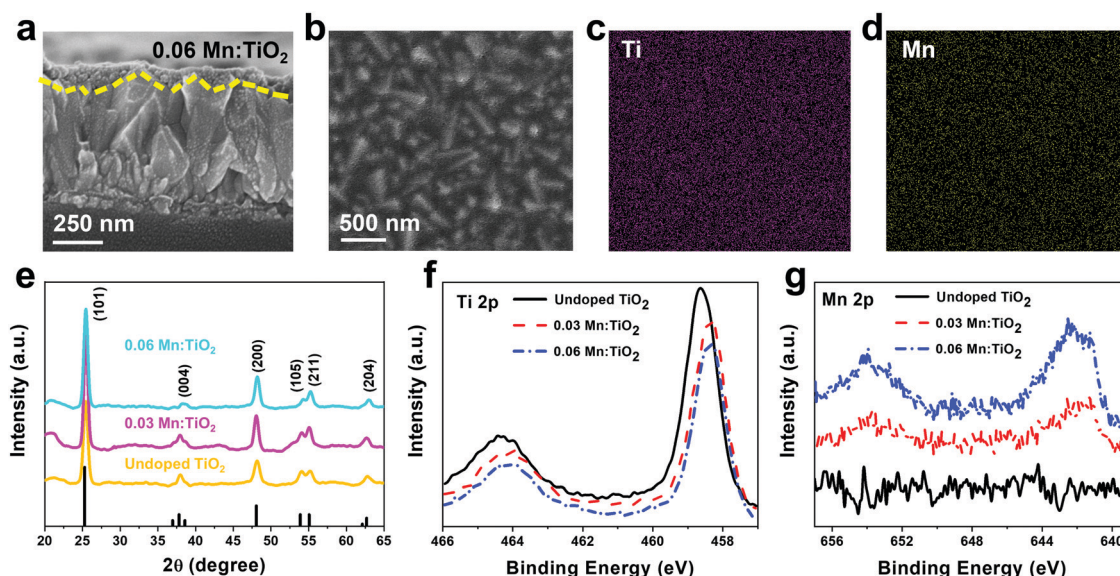 a
0.06 Mn:TiO₂
250 nm
b
500 nm
c
Ti
d
Mn
e
Intensity (a.u.)
(101)
0.06 Mn:TiO₂
(004)
(200)
(105)
(211)
(204)
0.03 Mn:TiO₂
Undoped TiO₂
20 25 30 35 40 45 50 55 60 65
2θ (degree)
f
Intensity (a.u.)
Ti 2p
Undoped TiO₂
0.03 Mn:TiO₂
0.06 Mn:TiO₂
466 464 462 460 458
Binding Energy (eV)
g
Intensity (a.u.)
Mn 2p
Undoped TiO₂
0.03 Mn:TiO₂
0.06 Mn:TiO₂
656 652 648 644 640
Binding Energy (eV)